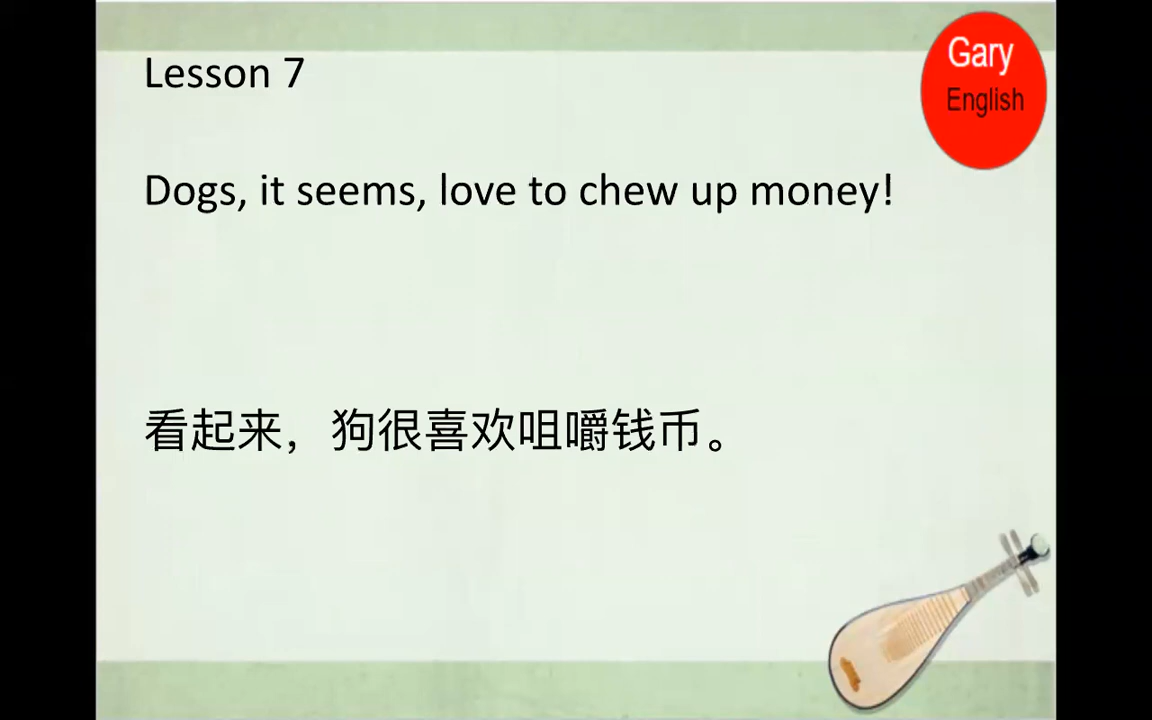 Lesson 7
Gary
English
Dogs, it seems, love to chew up money!
看起来，狗很喜欢咀嚼钱币。